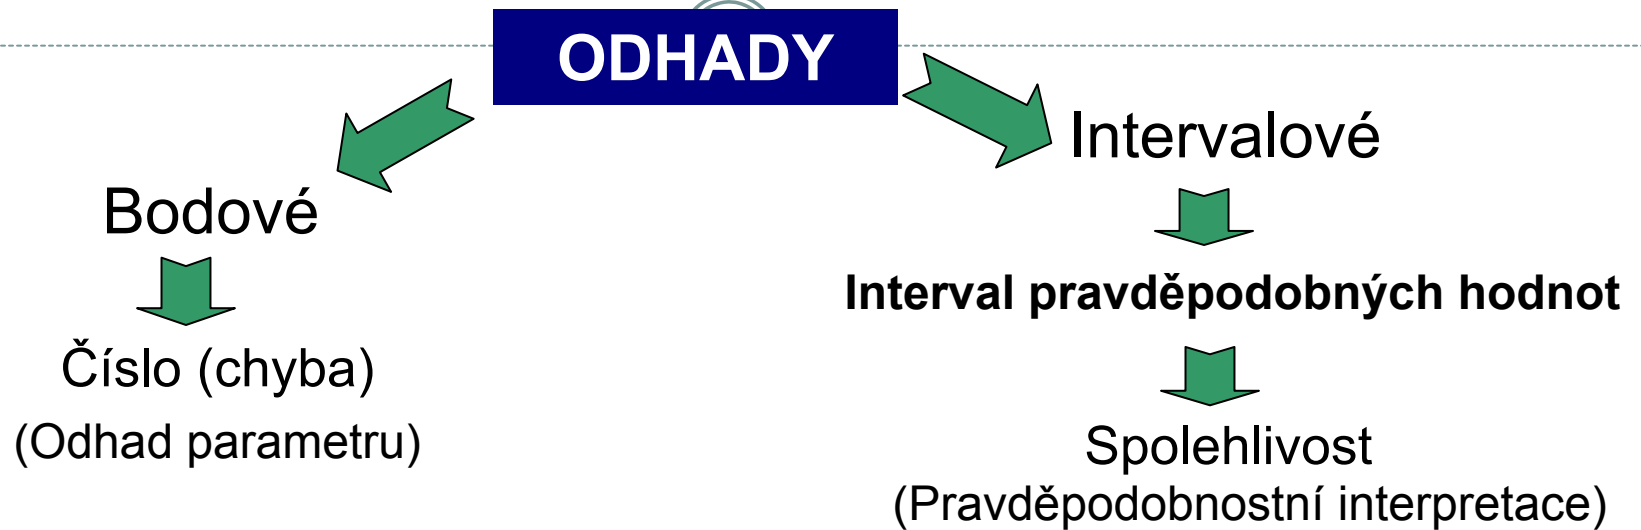 ODHADY
Bodové
Číslo (chyba)
(Odhad parametru)
Intervalové
Interval pravděpodobných hodnot
Spolehlivost
(Pravděpodobnostní interpretace)